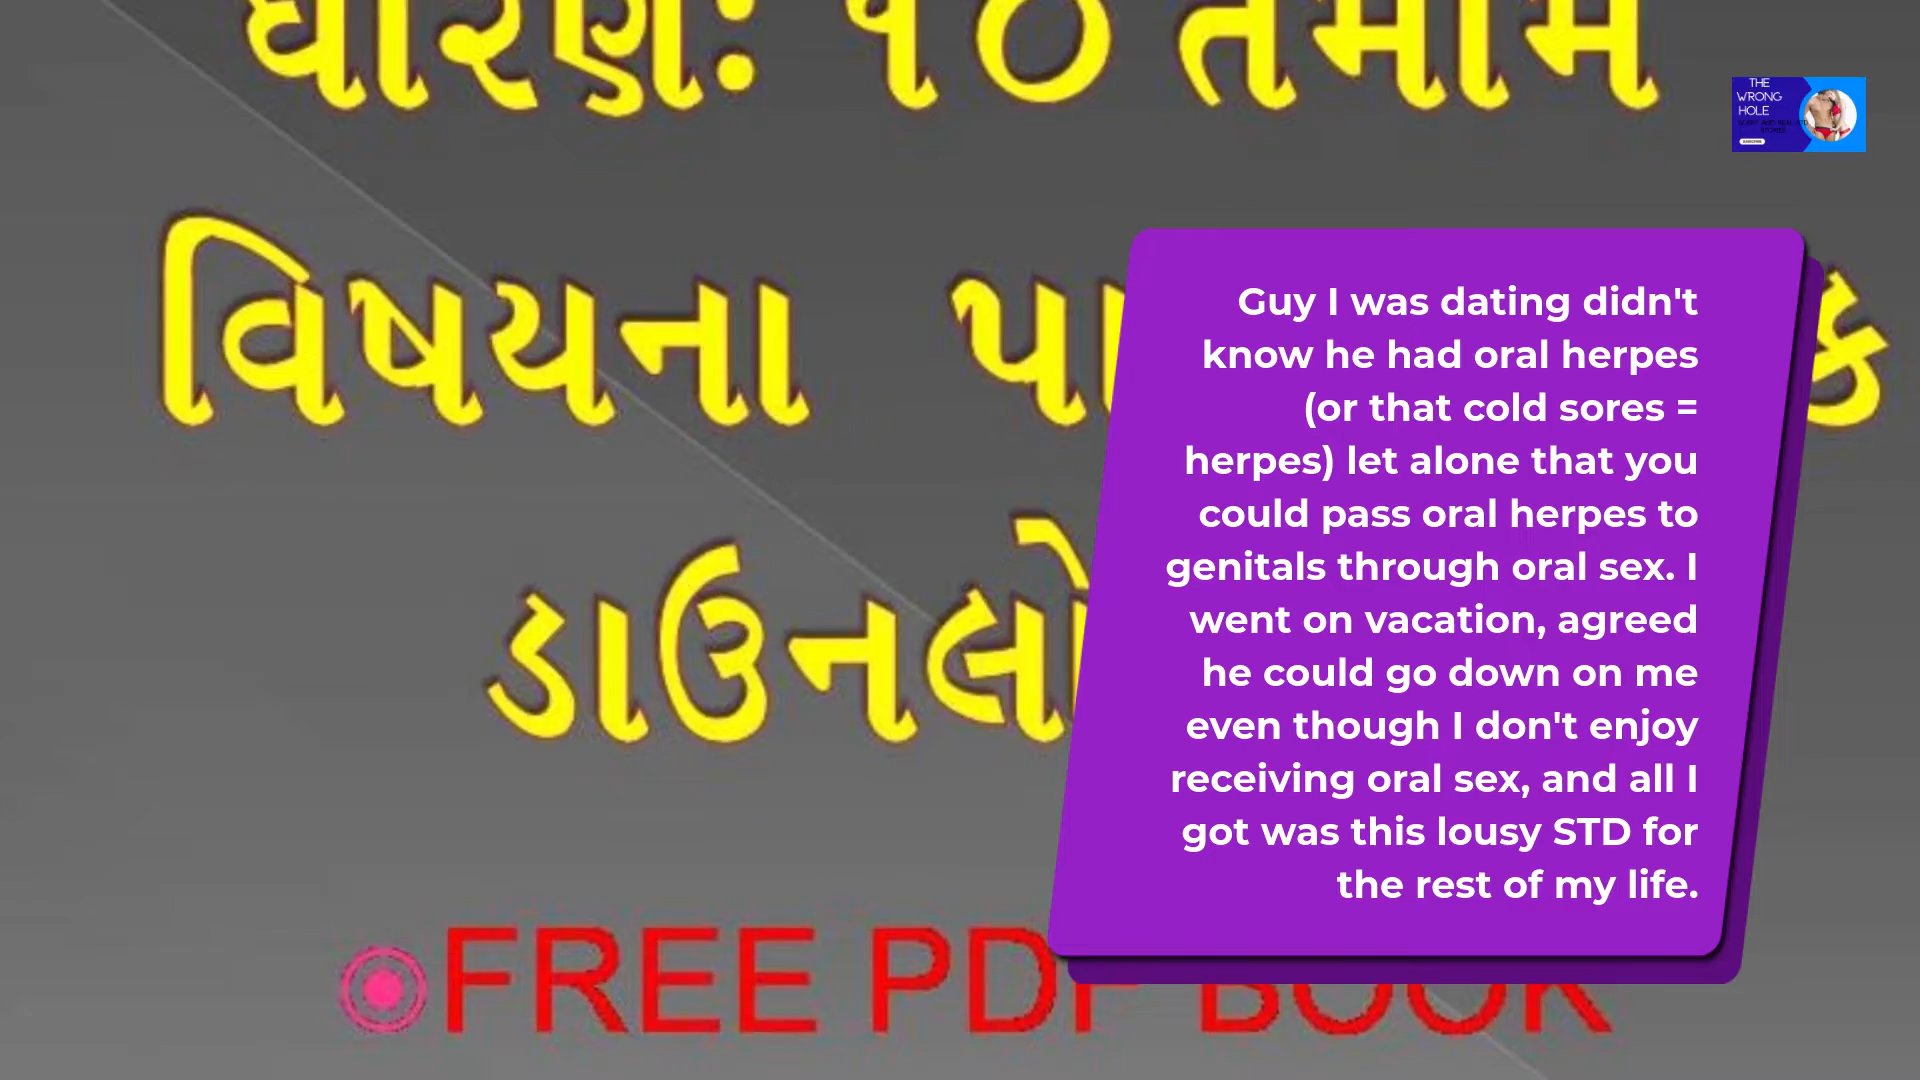 ધોરણ: ૧૦ તમામ
THE
WRONG
HOLE
વિષયના
Guy I was dating didn't
know he had oral herpes
(or that cold sores =
herpes) let alone that you
could pass oral herpes to
genitals through oral sex. I
went on vacation, agreed
he could go down on me
even though I don't enjoy
receiving oral sex, and all I
got was this lousy STD for
the rest of my life.
FREE PDF BOOK